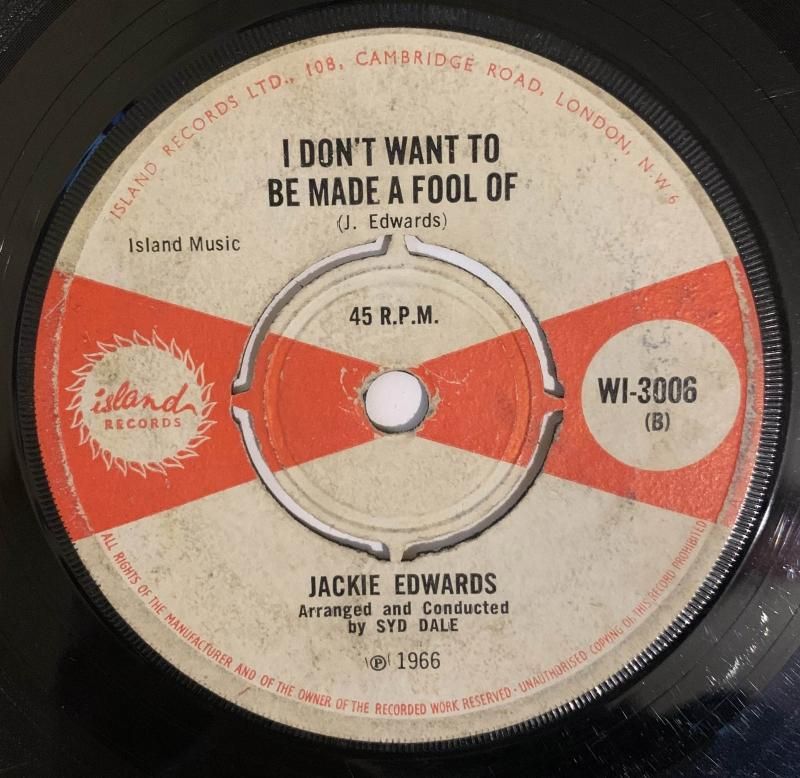 ISLAND RECORDS LTD., 108, CAMBRIDGE ROAD, LONDON, N.W6
I DON'T WANT TO
BE MADE A FOOL OF
(J. Edwards)
Island Music
45 R.P.M.
island
RECORDS
WI-3006
(B)
JACKIE EDWARDS
Arranged and Conducted
by SYD DALE
℗ 1966
ALL RIGHTS OF THE MANUFACTURER AND OF THE OWNER OF THE RECORDED WORK RESERVED · UNAUTHORISED COPYING OF THIS RECORD PROHIBITED